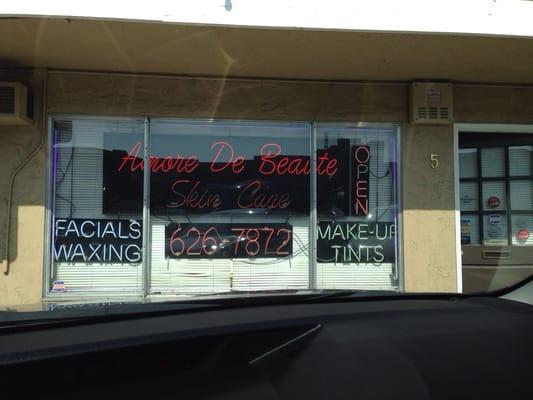 Amore De Beaute
Skin Care
OPEN
FACIALS
WAXING
626-7872
MAKE-UP
TINTS
5